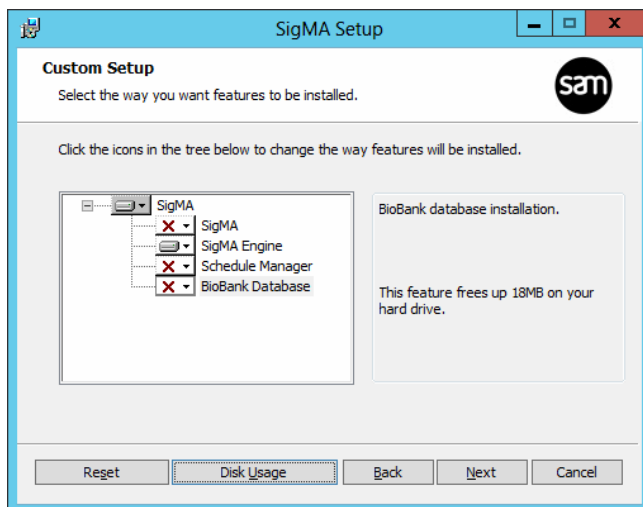 SigMA Setup
Custom Setup
Select the way you want features to be installed.
sam
Click the icons in the tree below to change the way features will be installed.
SigMA
SigMA
SigMA Engine
Schedule Manager
BioBank Database
BioBank database installation.
This feature frees up 18MB on your
hard drive.
Reset
Disk Usage
Back
Next
Cancel